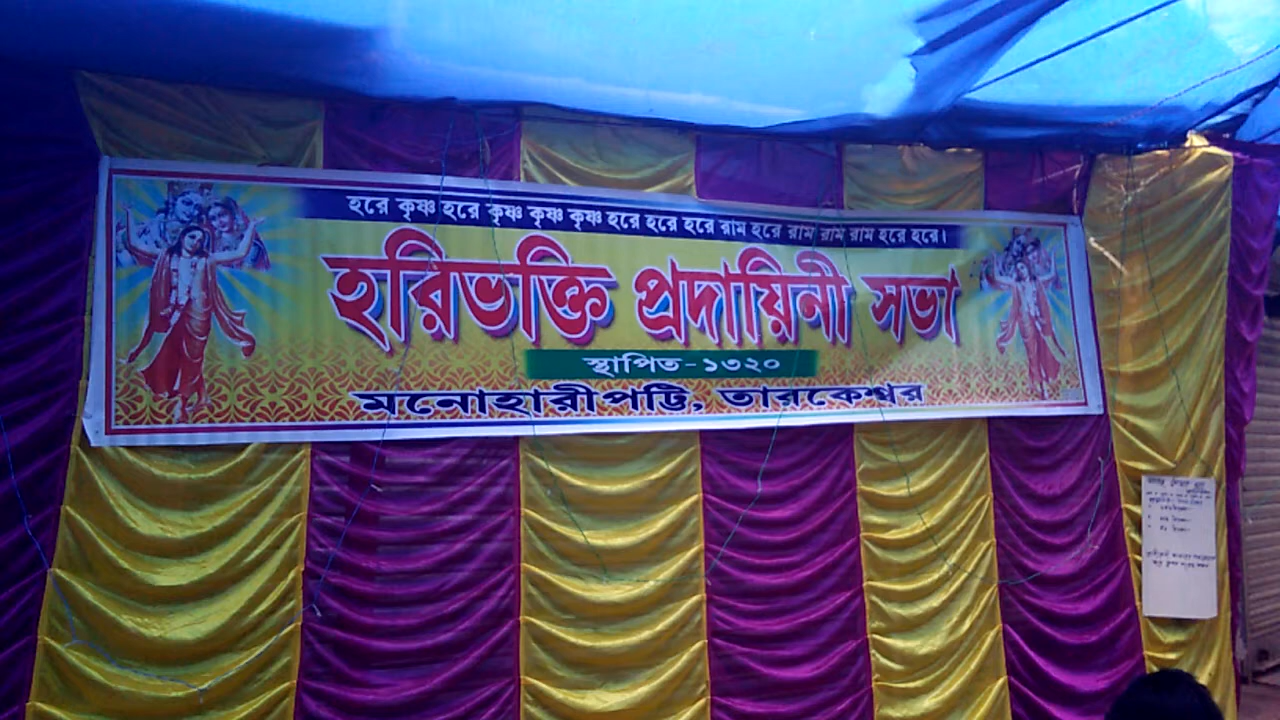 হরে কৃষ্ণ হরে কৃষ্ণ কৃষ্ণ কৃষ্ণ হরে হরে হরে রাম হরে রাম রাম রাম হরে হরে।
হরিভক্তি প্রদায়িনী সভা
স্থাপিত-১৩২০
মনোহারীপট্টি, তারকেশ্বর